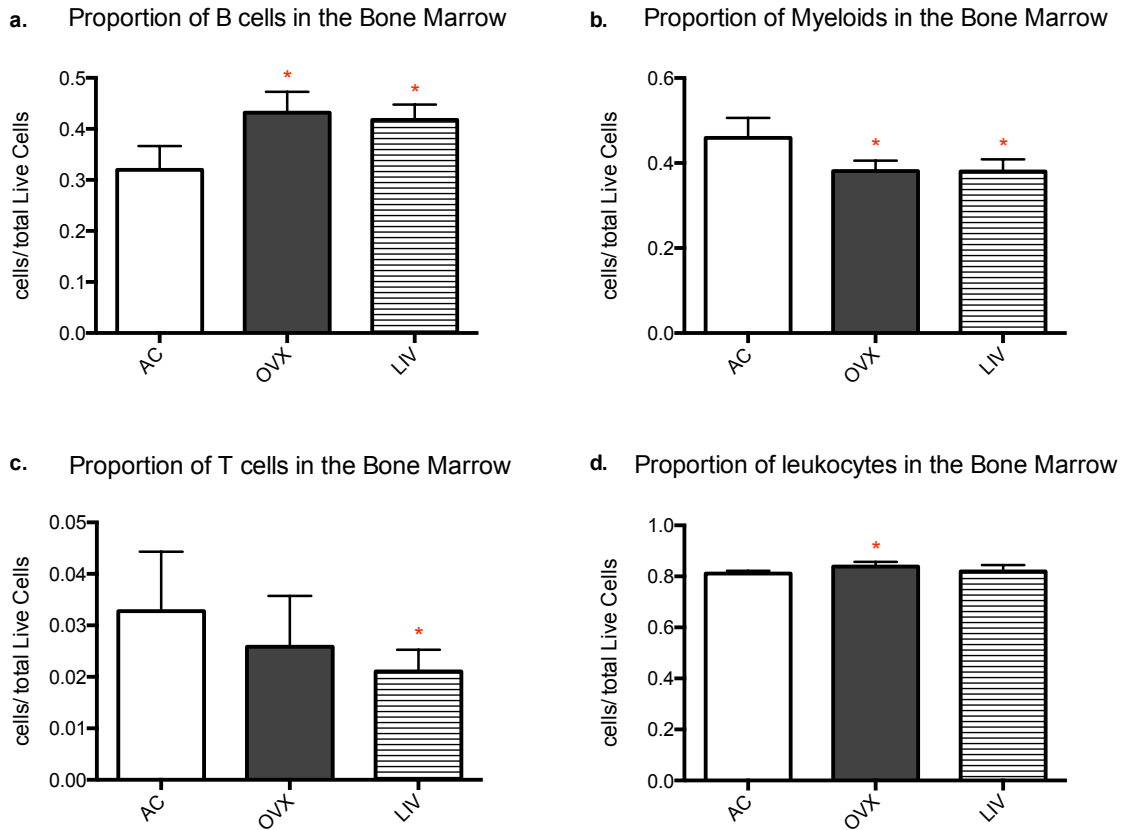 a. Proportion of B cells in the Bone Marrow
cells/ total Live Cells
0.5
*
*
0.4
0.3
0.2
0.1
0.0
AC
OVX
LIV
b. Proportion of Myeloids in the Bone Marrow
cells/ total Live Cells
0.6
0.4
*
*
0.2
0.0
AC
OVX
LIV
c. Proportion of T cells in the Bone Marrow
cells/ total Live Cells
0.05
0.04
0.03
*
0.02
0.01
0.00
AC
OVX
LIV
d. Proportion of leukocytes in the Bone Marrow
cells/ total Live Cells
1.0
*
0.8
0.6
0.4
0.2
0.0
AC
OVX
LIV